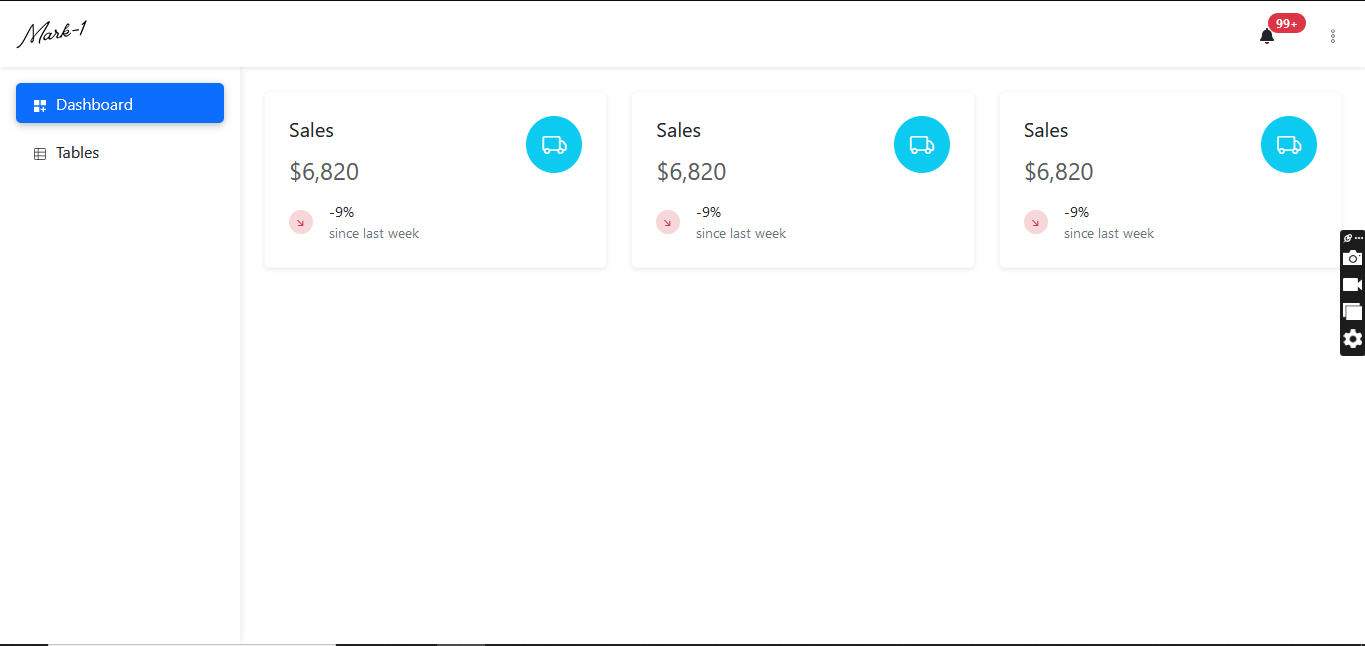 Mark-1
99+
Dashboard
Tables
Sales
$6,820
-9%
since last week
Sales
$6,820
-9%
since last week
Sales
$6,820
-9%
since last week